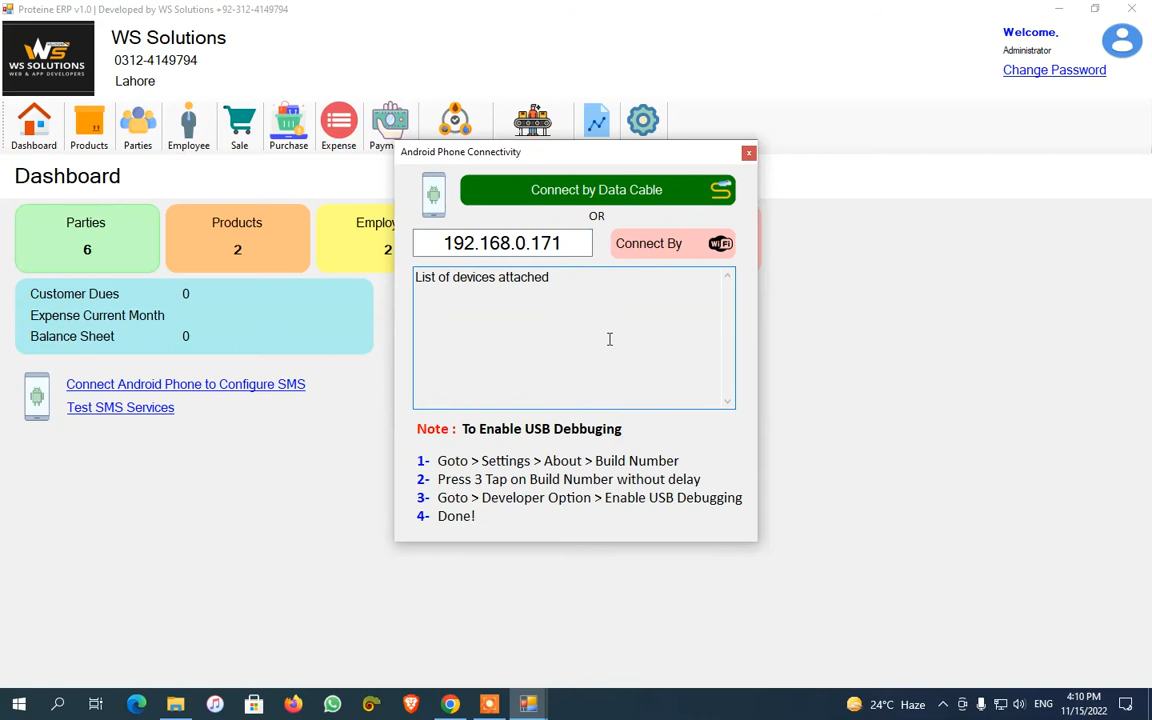 Proteine ERP v1.0 | Developed by WS Solutions +92-312-4149794
WS
WS SOLUTIONS
WEB & APP DEVELOPERS
WS Solutions
0312-4149794
Lahore
Welcome,
Administrator
Change Password
Dashboard
Products
Parties
Employee
Sale
Purchase
Expense
Paym
Dashboard
Parties
6
Products
2
Employ
2
Customer Dues 0
Expense Current Month
Balance Sheet 0
Connect Android Phone to Configure SMS
Test SMS Services
Android Phone Connectivity
x
Connect by Data Cable
OR
192.168.0.171
Connect By WiFi
List of devices attached
Note : To Enable USB Debbuging
1- Goto > Settings > About > Build Number
2- Press 3 Tap on Build Number without delay
3- Goto > Developer Option > Enable USB Debugging
4- Done!
24°C Haze
ENG
4:10 PM
11/15/2022